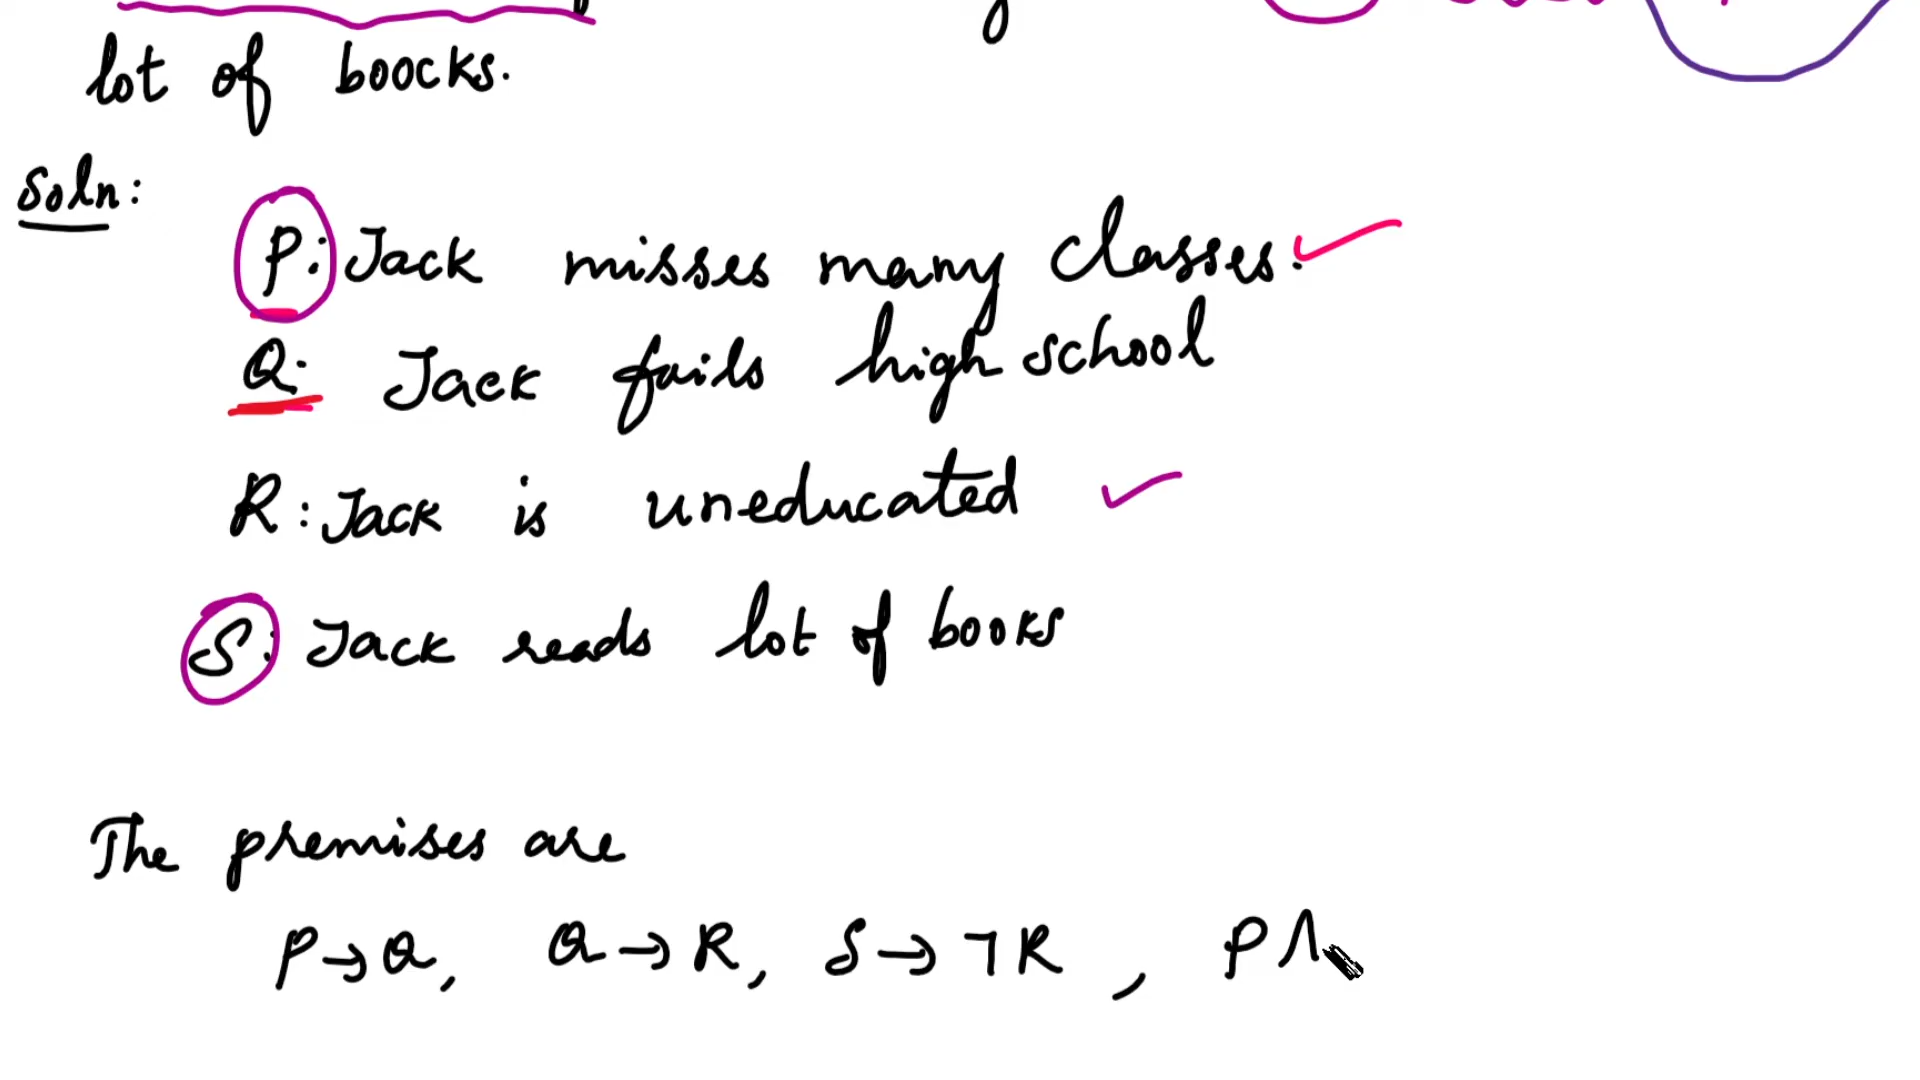 lot of boocks.
Soln:
P: Jack misses many classes.
Q: Jack fails high school
R: Jack is uneducated
S: Jack reads lot of books
The premises are
P → Q, Q → R, S → ¬R, P ∧